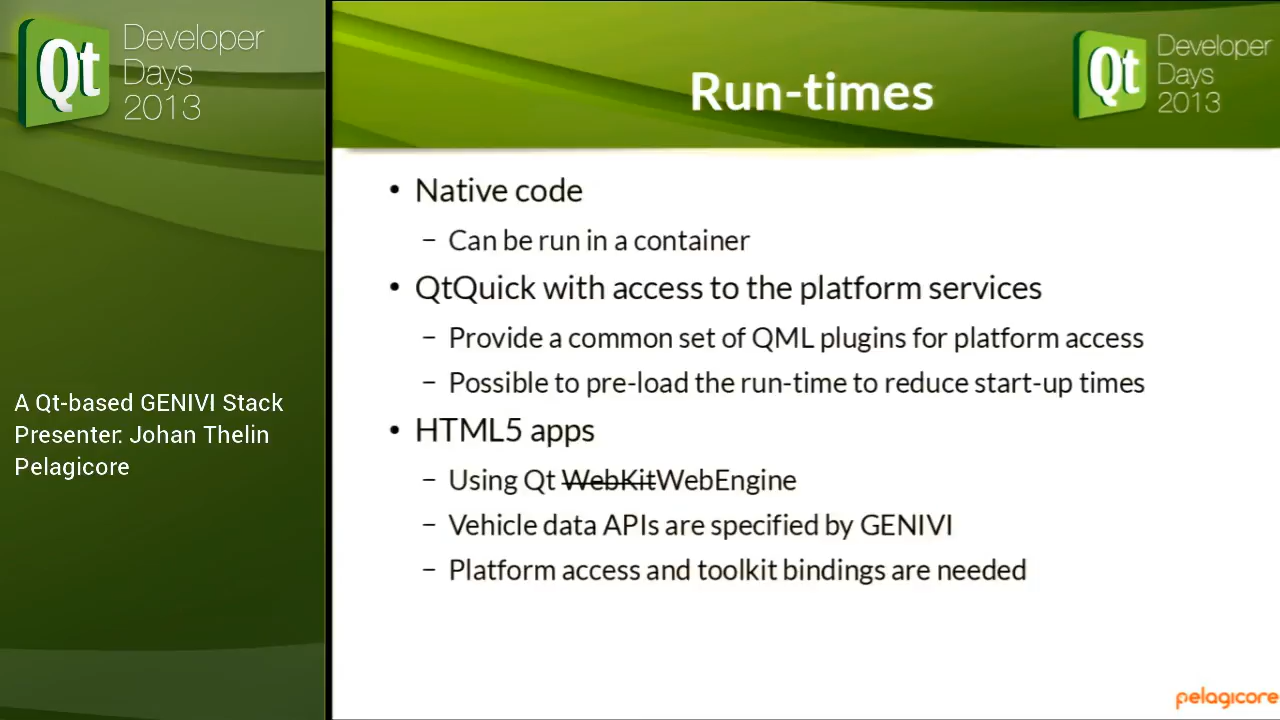 Qt
Developer
Days
2013
A Qt-based GENIVI Stack
Presenter: Johan Thelin
Pelagicore
Run-times
Qt
Developer
Days
2013
• Native code
– Can be run in a container
• QtQuick with access to the platform services
– Provide a common set of QML plugins for platform access
– Possible to pre-load the run-time to reduce start-up times
• HTML5 apps
– Using Qt WebKitWebEngine
– Vehicle data APIs are specified by GENIVI
– Platform access and toolkit bindings are needed
pelagicore